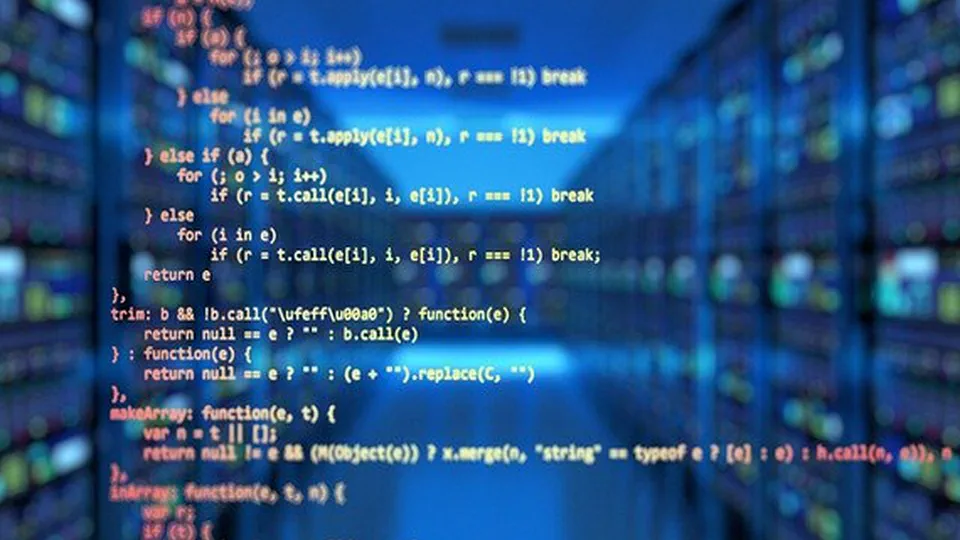 if (n) {
if (a) {
for (; o > i; i++)
if (r = t.apply(e[i], n), r === !1) break
} else
for (i in e)
if (r = t.apply(e[i], n), r === !1) break
} else if (a) {
for (; o > i; i++)
if (r = t.call(e[i], i, e[i]), r === !1) break
} else
for (i in e)
if (r = t.call(e[i], i, e[i]), r === !1) break;
return e
},
trim: b && !b.call("\ufeff\u00a0") ? function(e) {
return null == e ? "" : b.call(e)
} : function(e) {
return null == e ? "" : (e + "").replace(C, "")
},
makeArray: function(e, t) {
var n = t || [];
return null != e && (M(Object(e)) ? x.merge(n, "string" == typeof e ? [e] : e) : h.call(n, e)), n
},
inArray: function(e, t, n) {
var r;
if (t) {